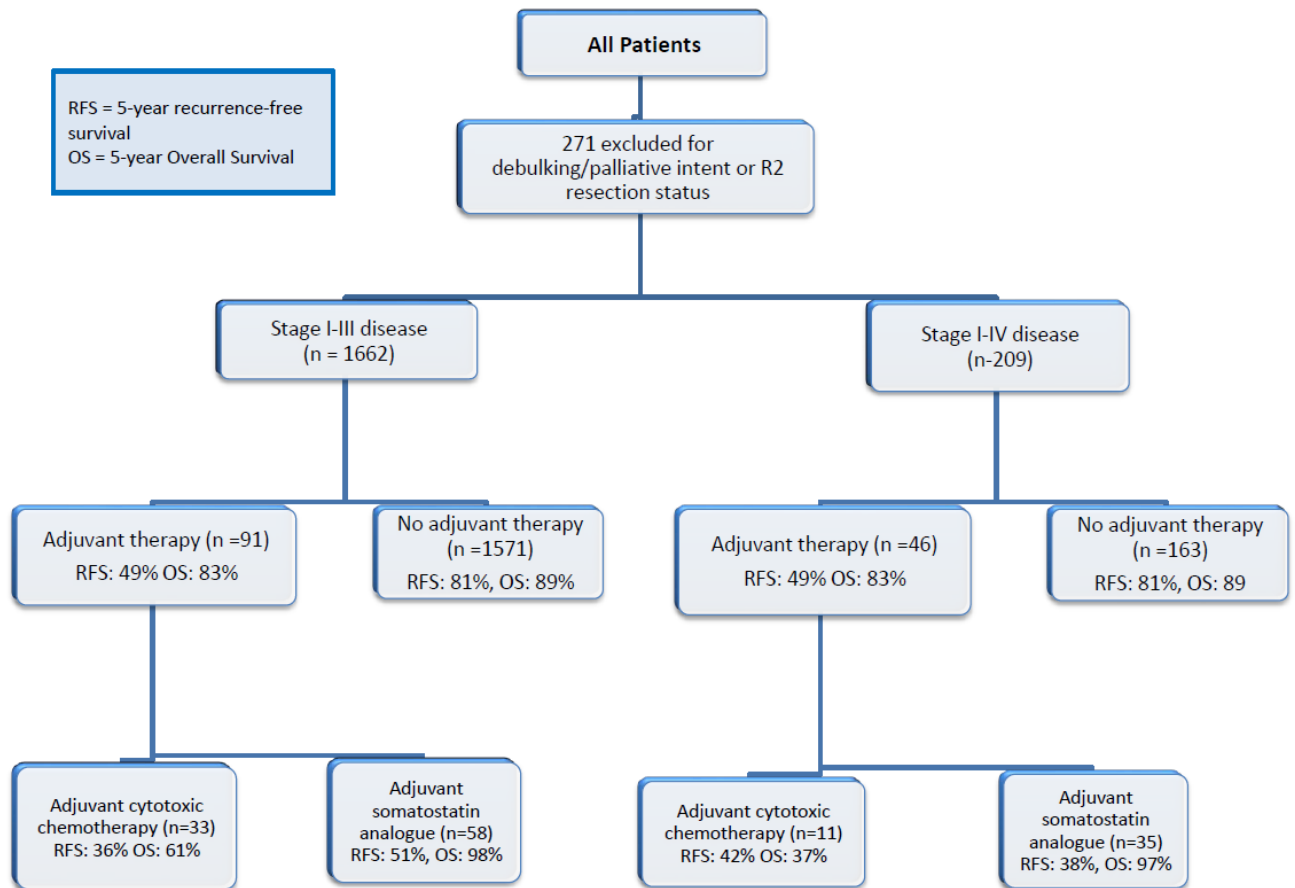 All Patients
RFS = 5-year recurrence-free
survival
OS = 5-year Overall Survival
271 excluded for
debulking/palliative intent or R2
resection status
Stage I-III disease
(n = 1662)
Stage I-IV disease
(n-209)
Adjuvant therapy (n =91)
RFS: 49% OS: 83%
No adjuvant therapy
(n =1571)
RFS: 81%, OS: 89%
Adjuvant therapy (n =46)
RFS: 49% OS: 83%
No adjuvant therapy
(n =163)
RFS: 81%, OS: 89
Adjuvant cytotoxic
chemotherapy (n=33)
RFS: 36% OS: 61%
Adjuvant
somatostatin
analogue (n=58)
RFS: 51%, OS: 98%
Adjuvant cytotoxic
chemotherapy (n=11)
RFS: 42% OS: 37%
Adjuvant
somatostatin
analogue (n=35)
RFS: 38%, OS: 97%